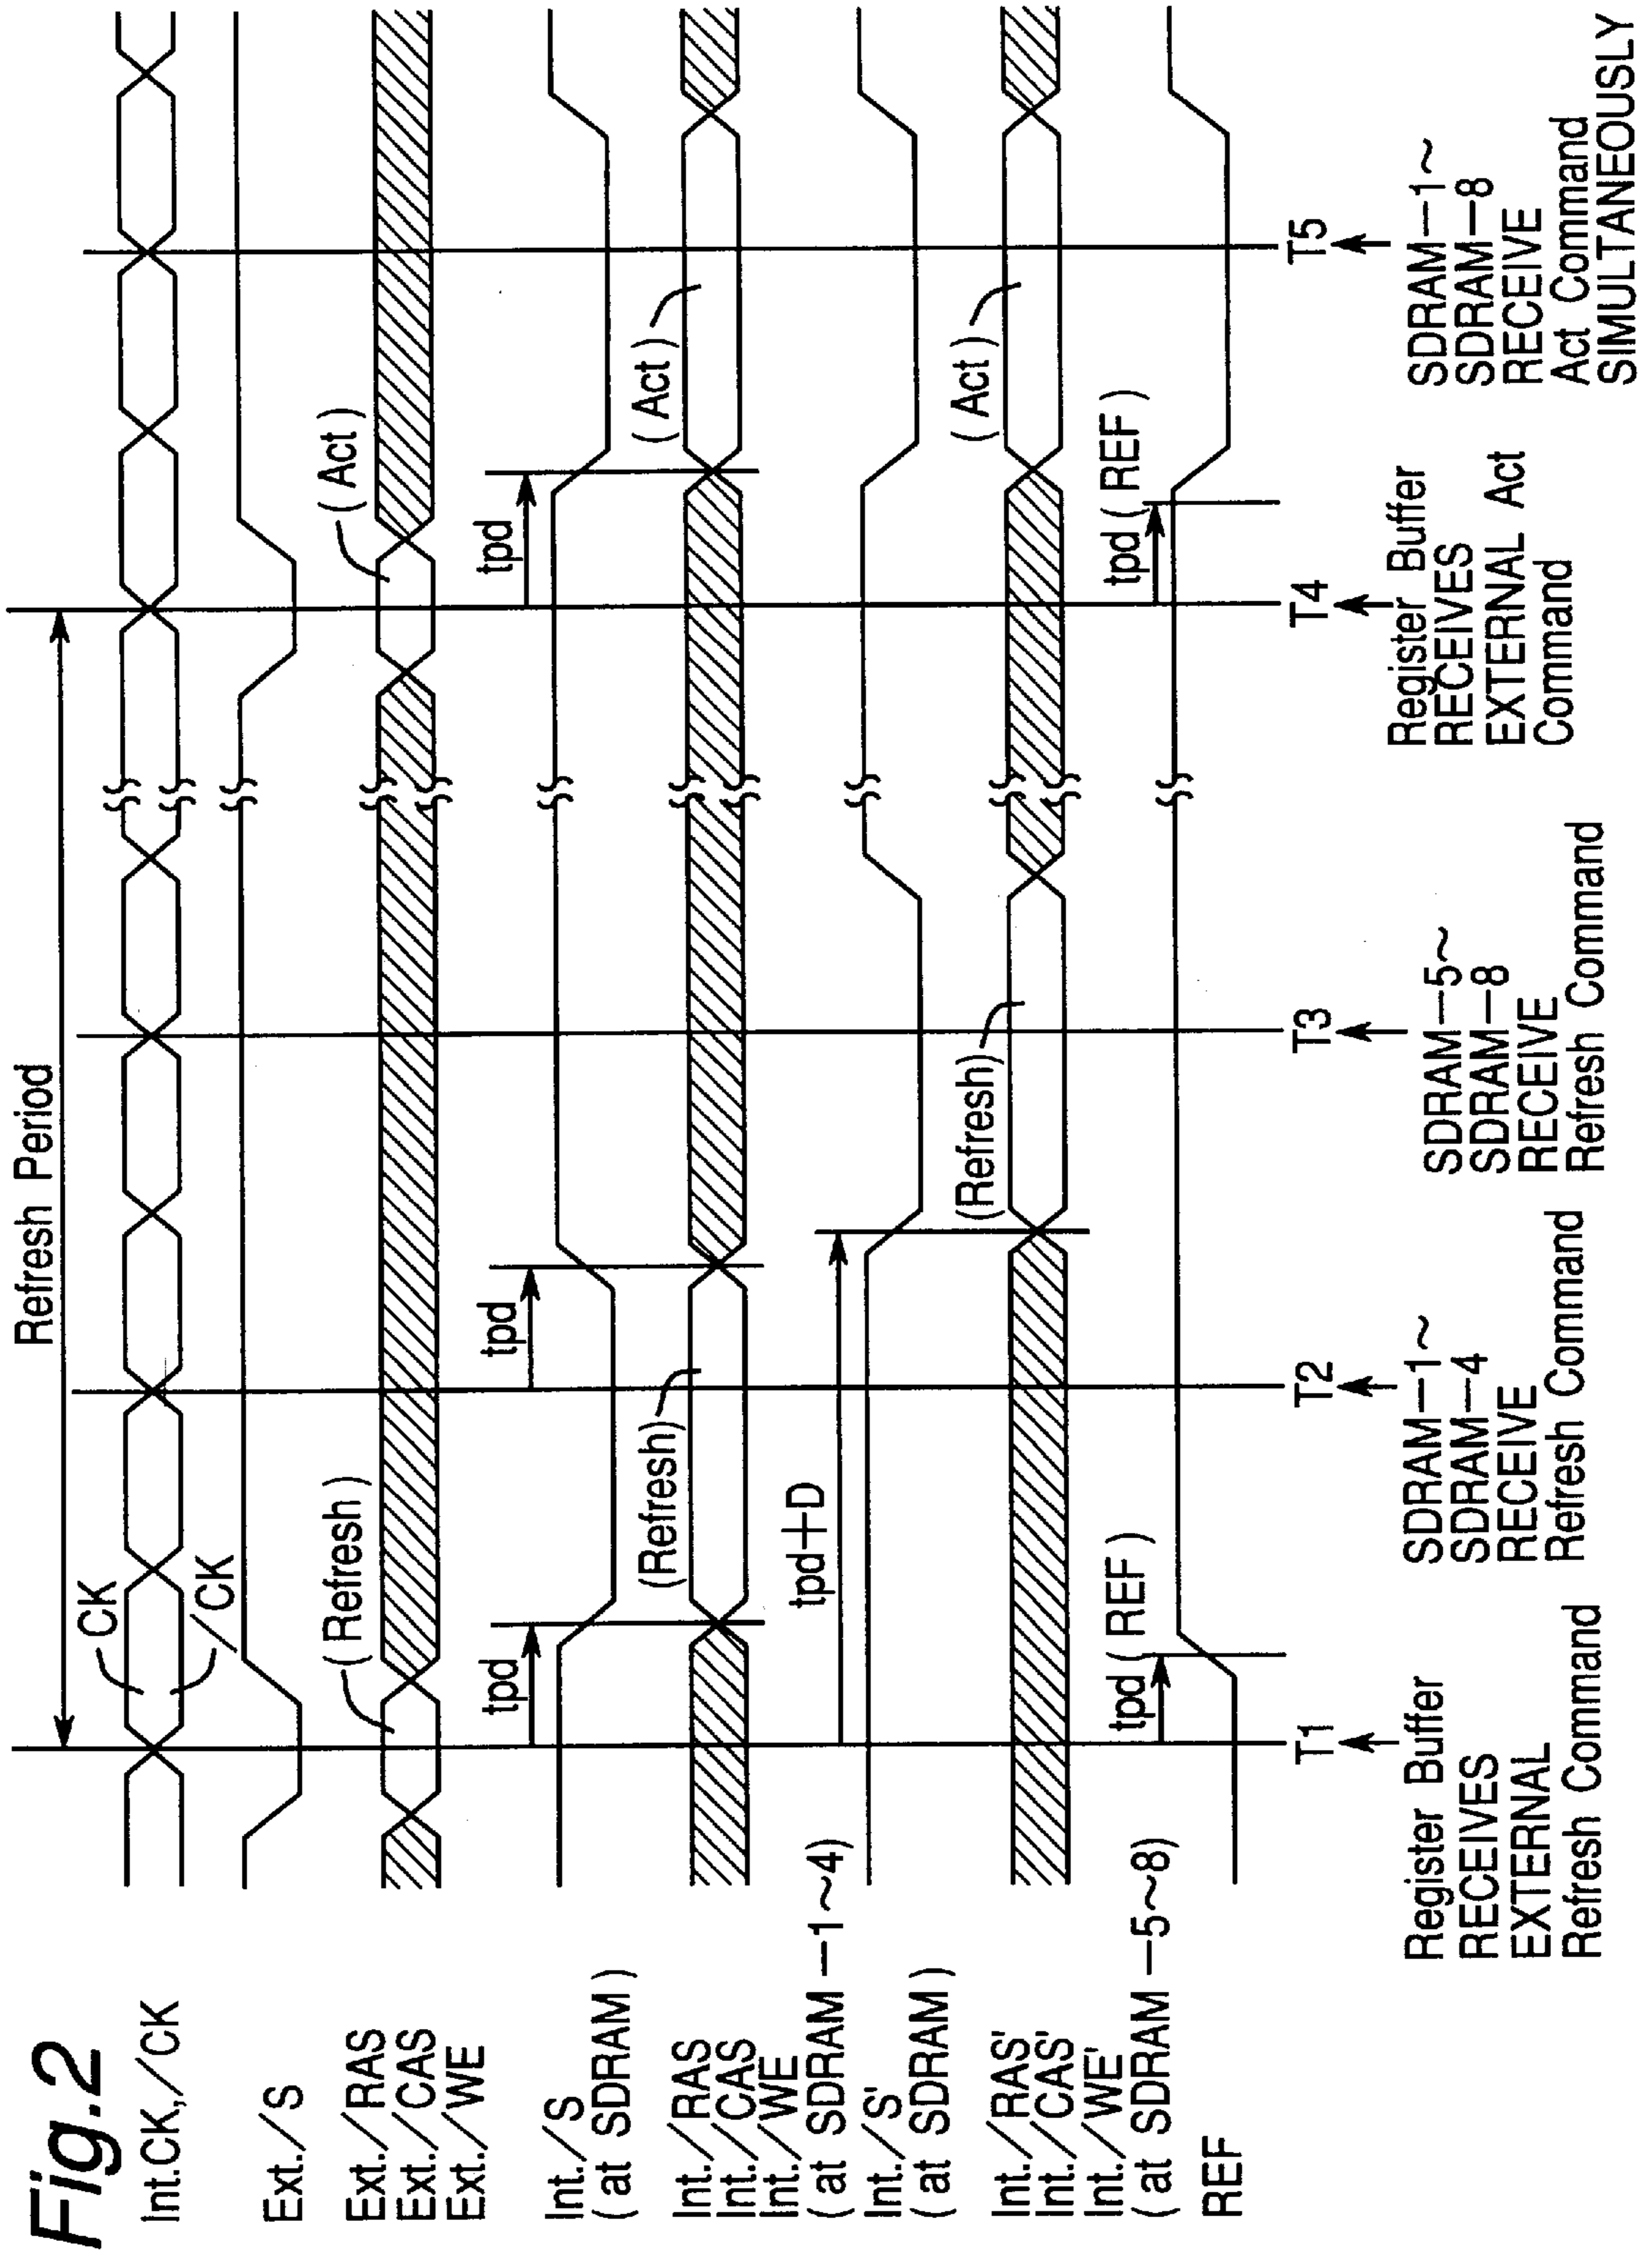 Fig.2
Refresh Period
Int.CK,/CK
CK
/CK
Ext./S
Ext./RAS
Ext./CAS
Ext./WE
(Refresh)
(Act)
Int./S
(at SDRAM)
tpd
tpd
tpd
Int./RAS
Int./CAS
Int./WE
(at SDRAM-1~4)
(Refresh)
(Act)
Int./S'
(at SDRAM)
tpd+D
Int./RAS'
Int./CAS'
Int./WE'
(at SDRAM-5~8)
(Refresh)
(Act)
REF
tpd(REF)
tpd(REF)
T1
T2
T3
T4
T5
Register Buffer
RECEIVES
EXTERNAL
Refresh Command
SDRAM-1~
SDRAM-4
RECEIVE
Refresh Command
SDRAM-5~
SDRAM-8
RECEIVE
Refresh Command
Register Buffer
RECEIVES
EXTERNAL Act
Command
SDRAM-1~
SDRAM-8
RECEIVE
Act Command
SIMULTANEOUSLY